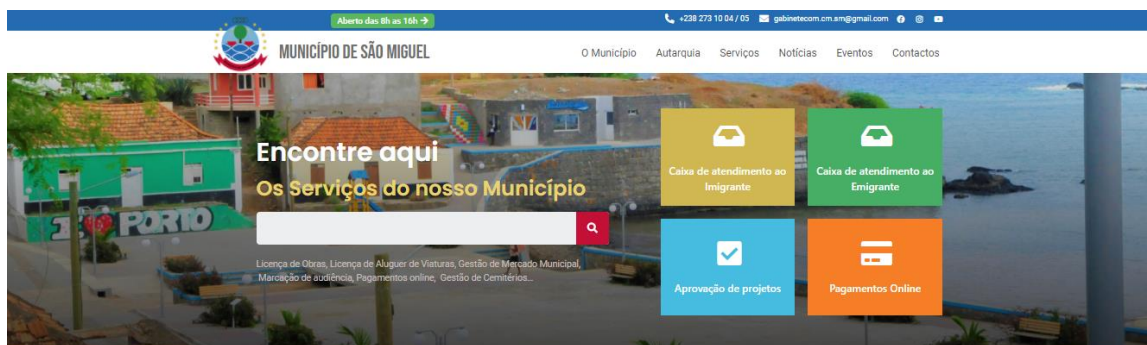 Aberto das 8h as 16h →
+238 273 10 04 / 05 gabinetecom.cm.sm@gmail.com
MUNICÍPIO DE SÃO MIGUEL
O Município Autarquia Serviços Notícias Eventos Contactos
Encontre aqui
Os Serviços do nosso Município
Licença de Obras, Licença de Aluguer de Viaturas, Gestão de Mercado Municipal,
Marcação de audiência, Pagamentos online, Gestão de Cemitérios...
Caixa de atendimento ao
Imigrante
Caixa de atendimento ao
Emigrante
Aprovação de projetos
Pagamentos Online
I PORTO